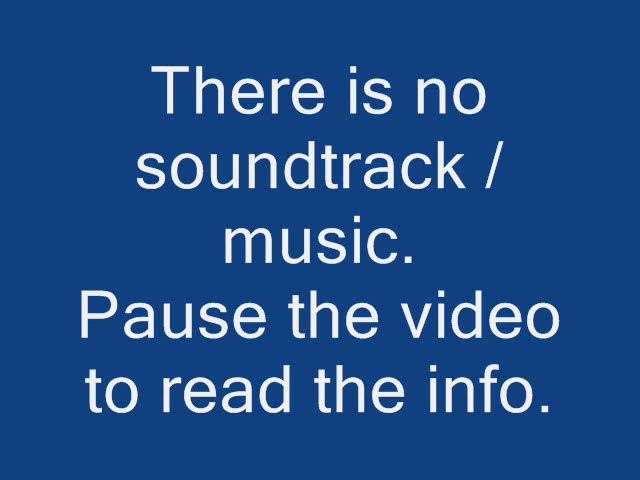 There is no
soundtrack /
music.
Pause the video
to read the info.